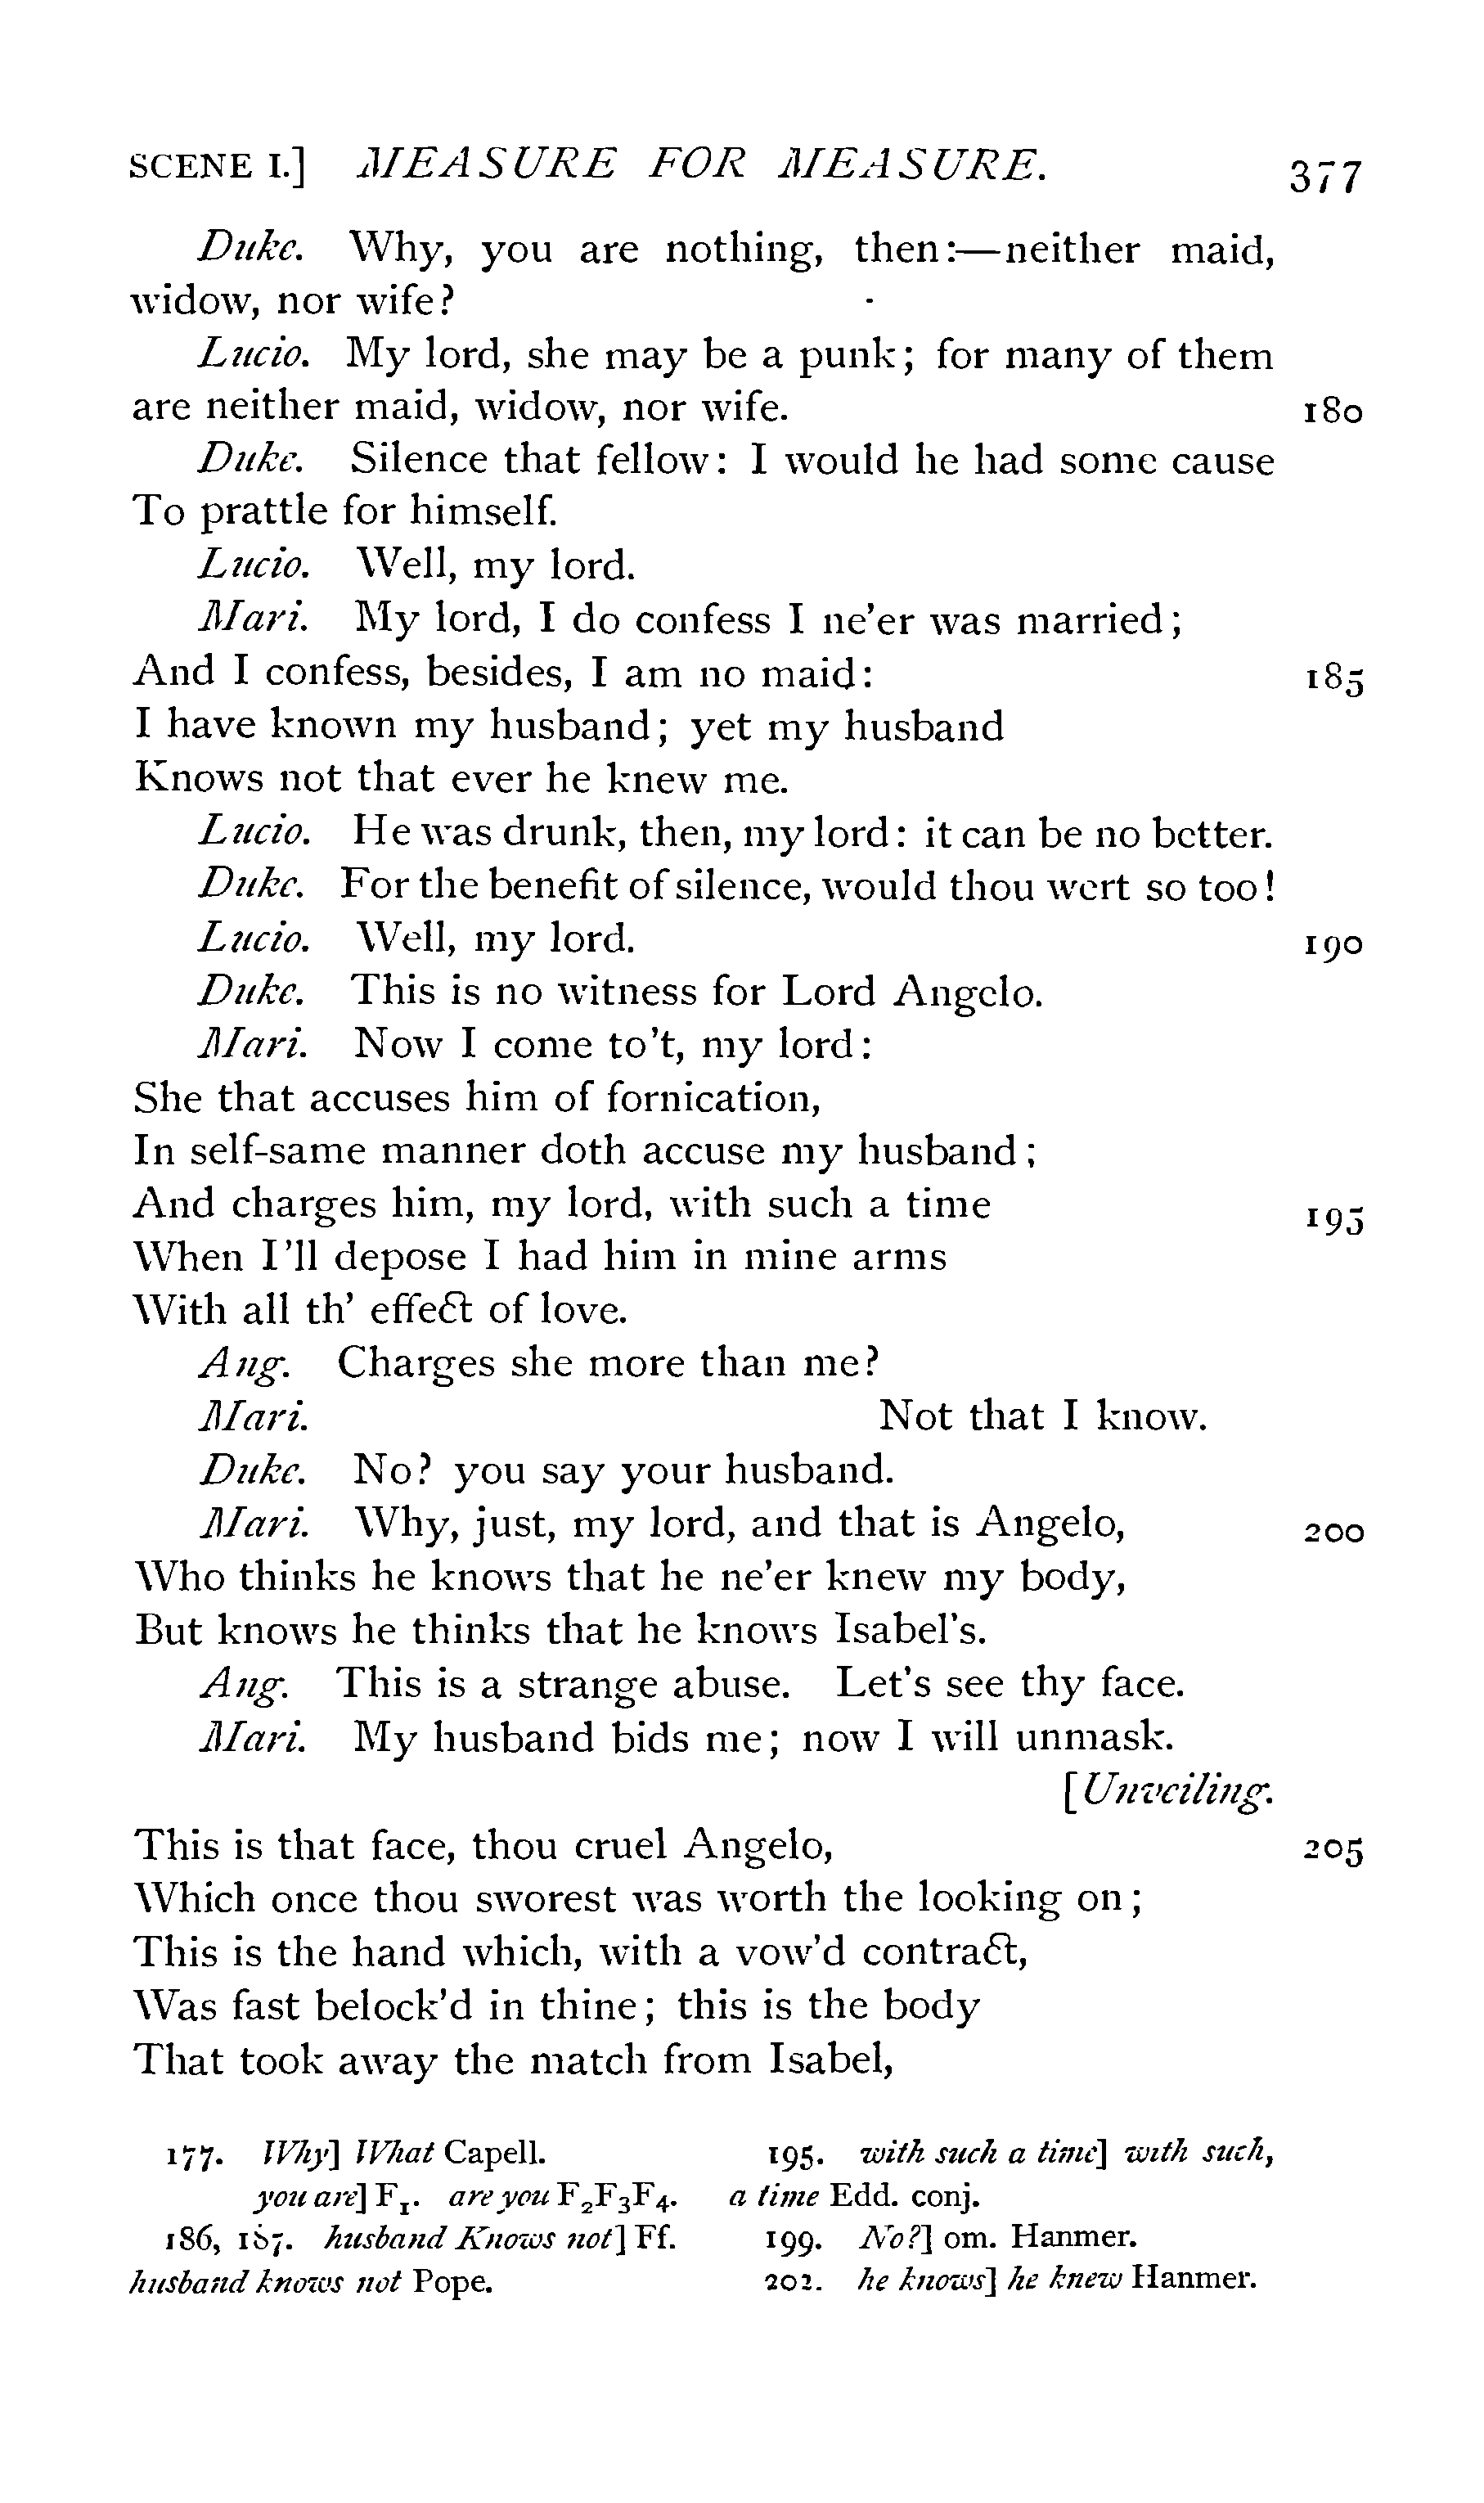 SCENE I.] MEASURE FOR MEASURE. 377
Duke. Why, you are nothing, then:—neither maid,
widow, nor wife?
Lucio. My lord, she may be a punk; for many of them
are neither maid, widow, nor wife. 180
Duke. Silence that fellow: I would he had some cause
To prattle for himself.
Lucio. Well, my lord.
Mari. My lord, I do confess I ne'er was married;
And I confess, besides, I am no maid: 185
I have known my husband; yet my husband
Knows not that ever he knew me.
Lucio. He was drunk, then, my lord: it can be no better.
Duke. For the benefit of silence, would thou wert so too!
Lucio. Well, my lord. 190
Duke. This is no witness for Lord Angelo.
Mari. Now I come to't, my lord:
She that accuses him of fornication,
In self-same manner doth accuse my husband;
And charges him, my lord, with such a time 195
When I'll depose I had him in mine arms
With all th' effect of love.
Ang. Charges she more than me?
Mari. Not that I know.
Duke. No? you say your husband.
Mari. Why, just, my lord, and that is Angelo, 200
Who thinks he knows that he ne'er knew my body,
But knows he thinks that he knows Isabel's.
Ang. This is a strange abuse. Let's see thy face.
Mari. My husband bids me; now I will unmask.
[Unveiling.
This is that face, thou cruel Angelo, 205
Which once thou sworest was worth the looking on;
This is the hand which, with a vow'd contract,
Was fast belock'd in thine; this is the body
That took away the match from Isabel,
177. Why] What Capell.
you are] F1. are you F2F3F4.
186, 187. husband Knows not] Ff.
husband knows not Pope.
195. with such a time] with such,
a time Edd. conj.
199. No?] om. Hanmer.
202. he knows] he knew Hanmer.